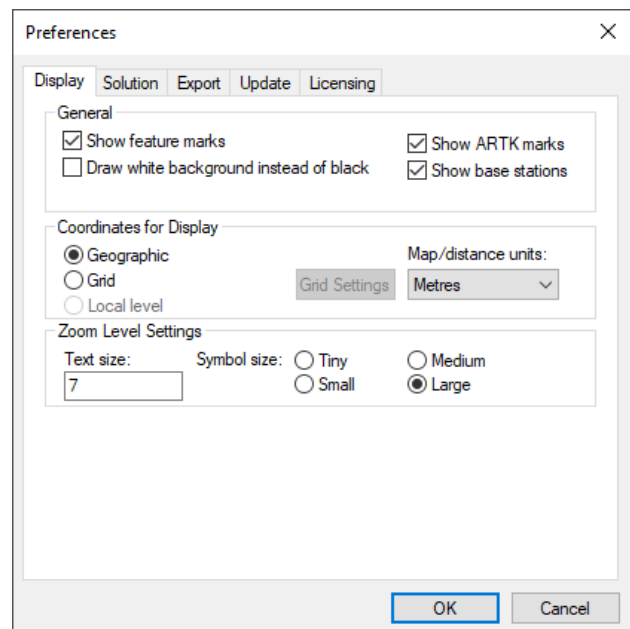 Preferences
Display Solution Export Update Licensing
General
Show feature marks Show ARTK marks
Draw white background instead of black Show base stations
Coordinates for Display
Geographic Map/distance units:
Grid Grid Settings Metres
Local level
Zoom Level Settings
Text size: Symbol size: Tiny Medium
7 Small Large
OK Cancel